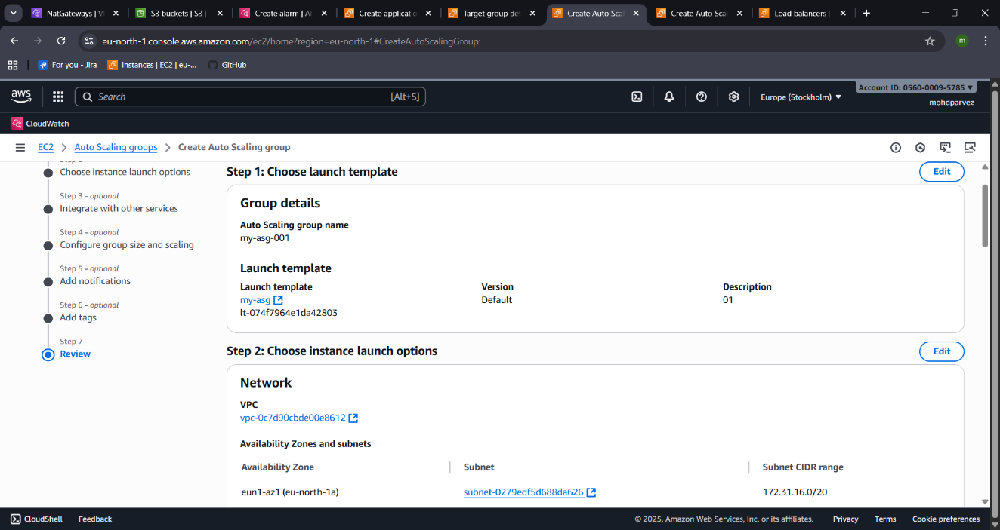 NatGateways | V
S3 buckets | S3 |
Create alarm | Al
Create applicatio
Target group det
Create Auto Scal
Create Auto Scal
Load balancers |
eu-north-1.console.aws.amazon.com/ec2/home?region=eu-north-1#CreateAutoScalingGroup:
m
For you - Jira
Instances | EC2 | eu-...
GitHub
aws
Search
[Alt+S]
Europe (Stockholm)
Account ID: 0560-0009-5785
mohdparvez
CloudWatch
EC2 > Auto Scaling groups > Create Auto Scaling group
Choose instance launch options
Step 3 - optional
Integrate with other services
Step 4 - optional
Configure group size and scaling
Step 5 - optional
Add notifications
Step 6 - optional
Add tags
Step 7
Review
Step 1: Choose launch template
Edit
Group details
Auto Scaling group name
my-asg-001
Launch template
Launch template
Version
Description
my-asg
Default
01
lt-074f7964e1da42803
Step 2: Choose instance launch options
Edit
Network
VPC
vpc-0c7d90cbde00e8612
Availability Zones and subnets
Availability Zone
Subnet
Subnet CIDR range
eun1-az1 (eu-north-1a)
subnet-0279edf5d688da626
172.31.16.0/20
CloudShell
Feedback
© 2025, Amazon Web Services, Inc. or its affiliates.
Privacy
Terms
Cookie preferences